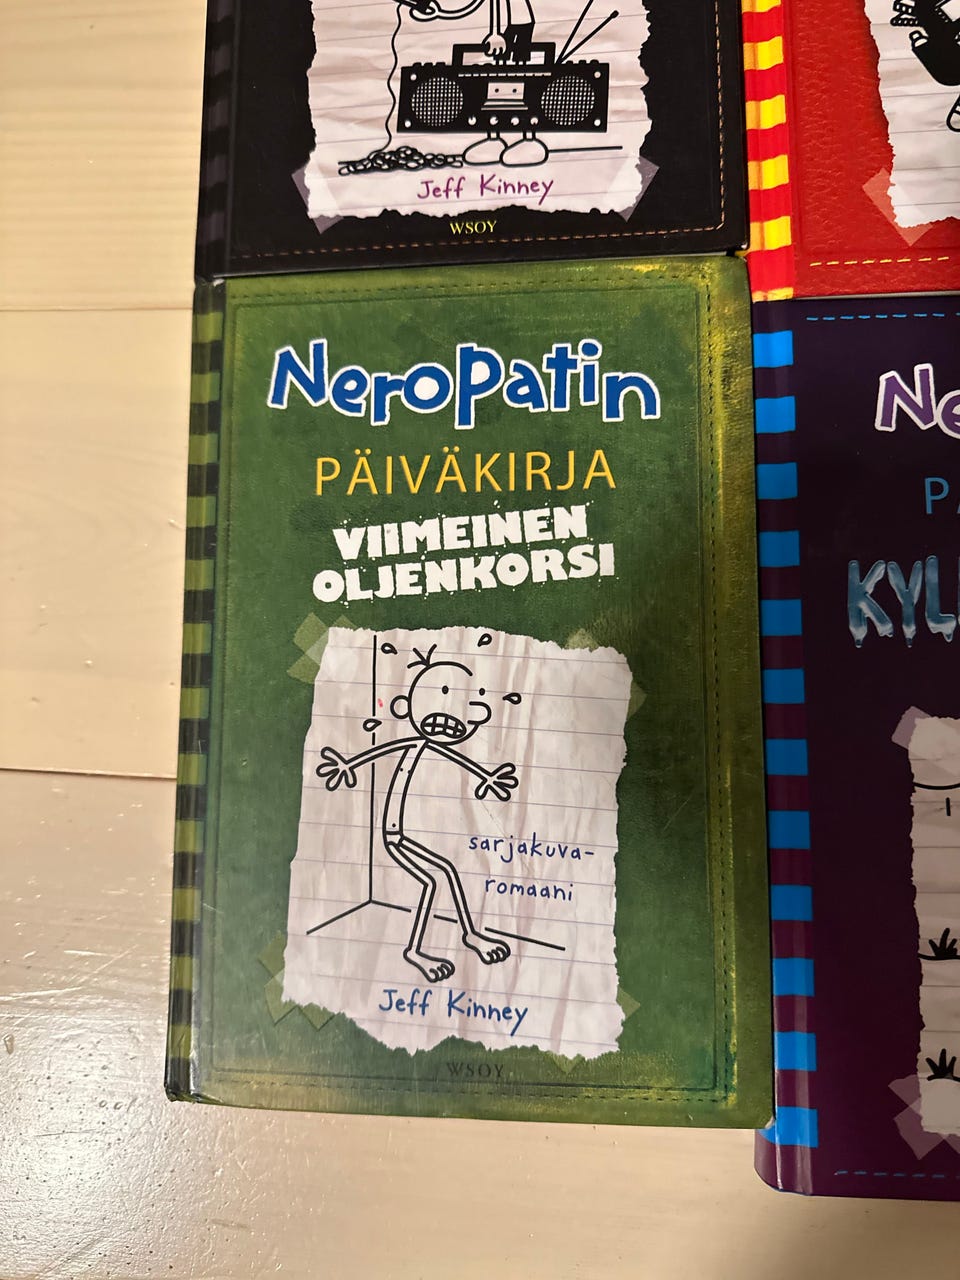 Jeff Kinney
WSOY
Neropatin
PÄIVÄKIRJA
VIIMEINEN
OLJENKORSI
sarjakuva-
romaani
Jeff Kinney
WSOY